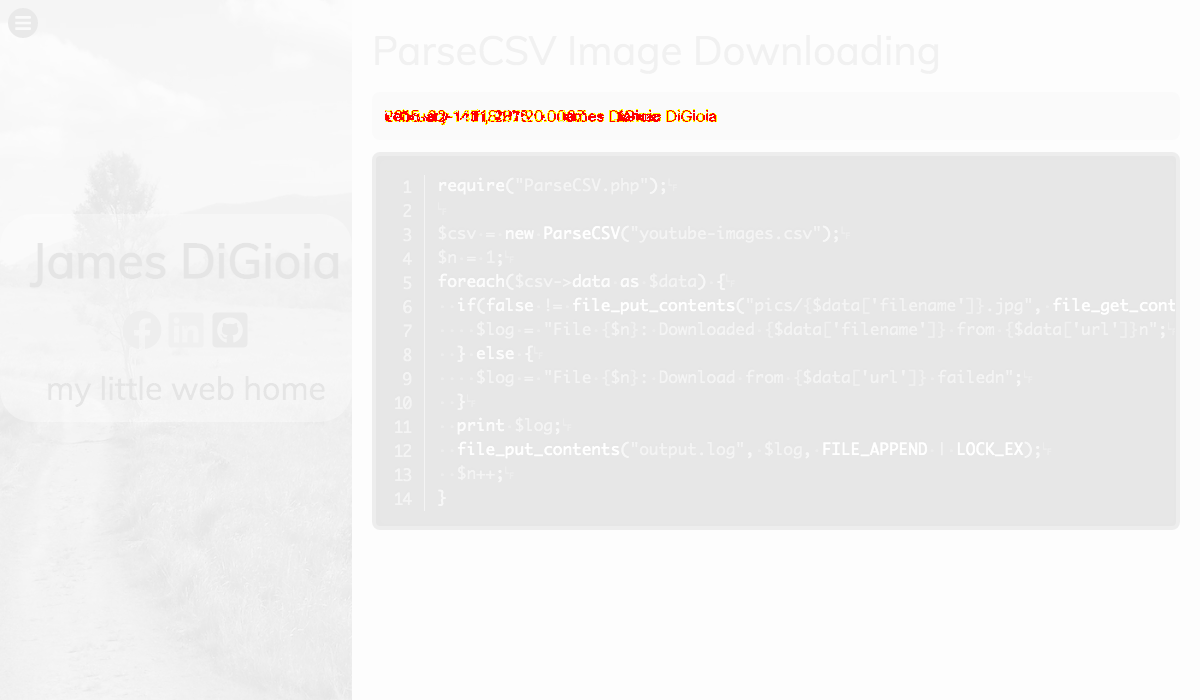 James DiGioia
my little web home
ParseCSV Image Downloading
DiGioia
1 require("ParseCSV.php");
2
3 $csv = new ParseCSV("youtube-images.csv");
4 $n = 1;
5 foreach($csv->data as $data) {
6 if(false != file_put_contents("pics/{$data['filename']}.jpg", file_get_cont
7 $log = "File {$n}: Downloaded {$data['filename']} from {$data['url']}n";
8 } else {
9 $log = "File {$n}: Download from {$data['url']} failedn";
10 }
11 print $log;
12 file_put_contents("output.log", $log, FILE_APPEND | LOCK_EX);
13 $n++;
14 }